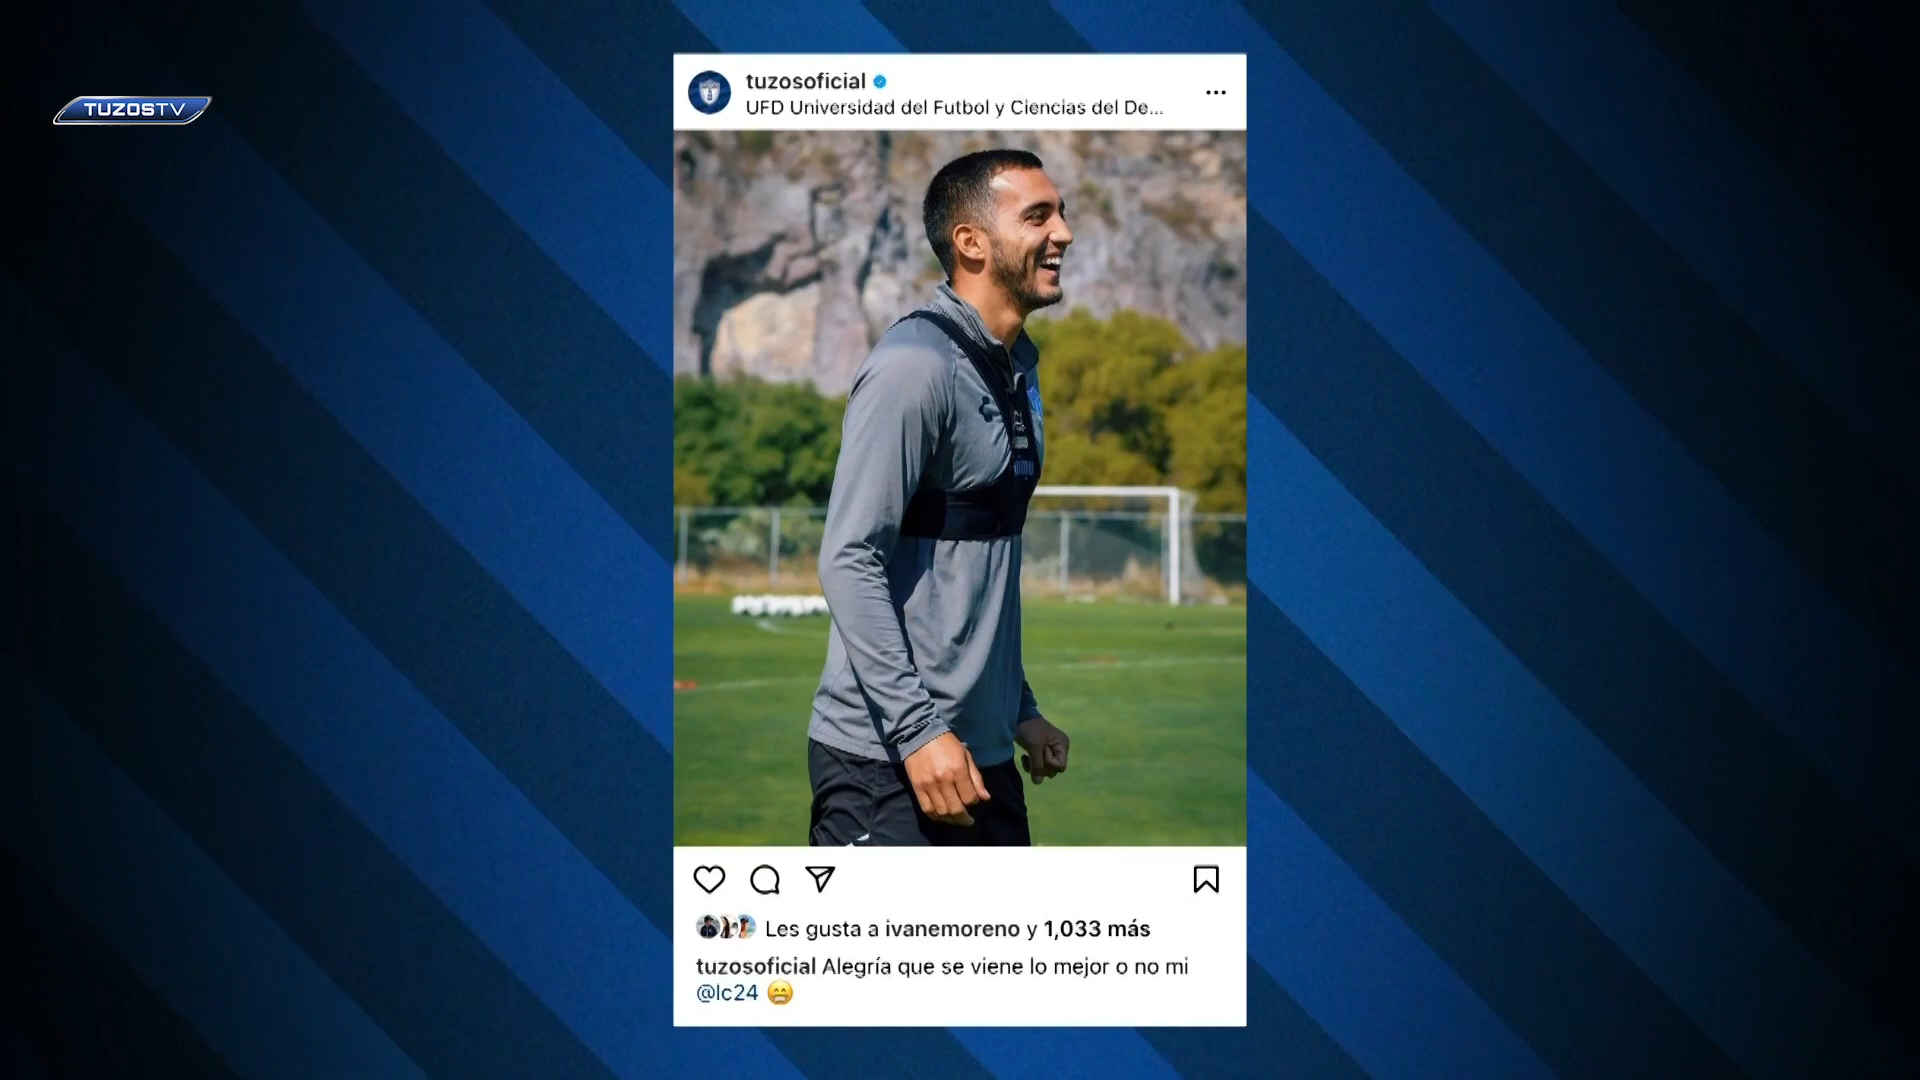 TUZOSTV
tuzosoficial
UFD Universidad del Futbol y Ciencias del De...
Les gusta a ivanemoreno y 1,033 más
tuzosoficial Alegría que se viene lo mejor o no mi
@lc24 😁